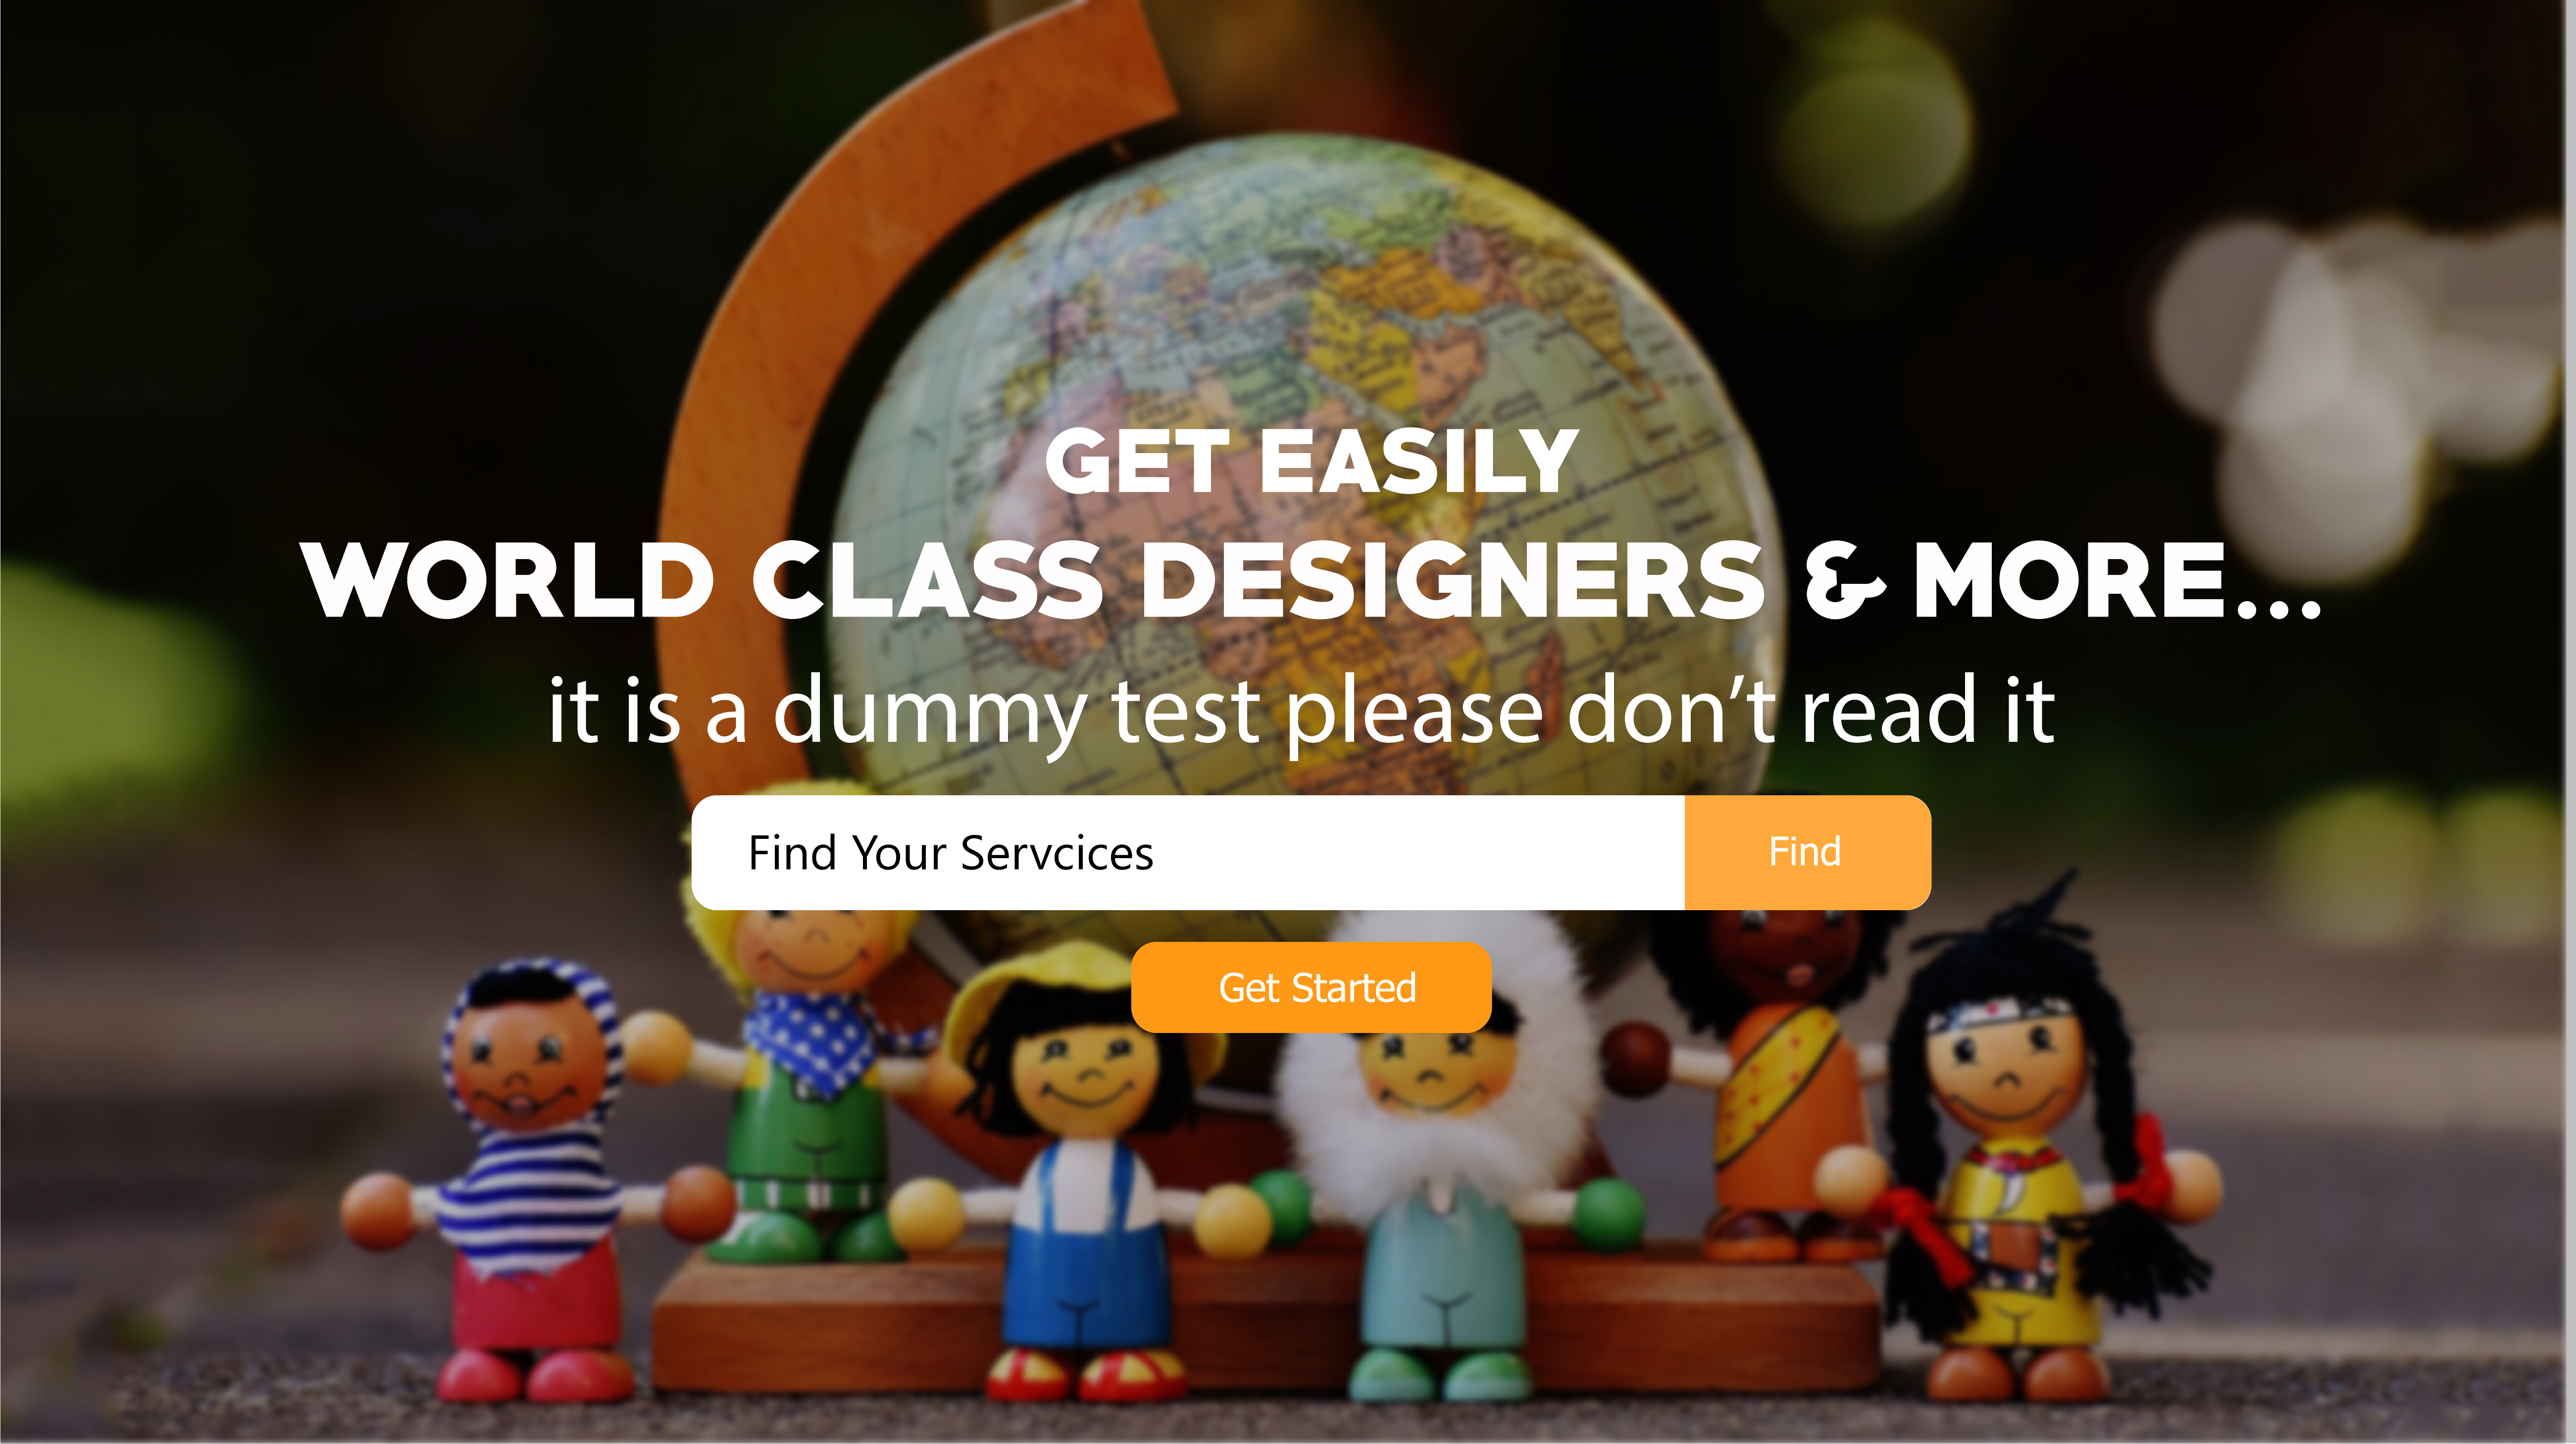 GET EASILY
WORLD CLASS DESIGNERS & MORE...
it is a dummy test please don’t read it
Find Your Servcices
Find
Get Started